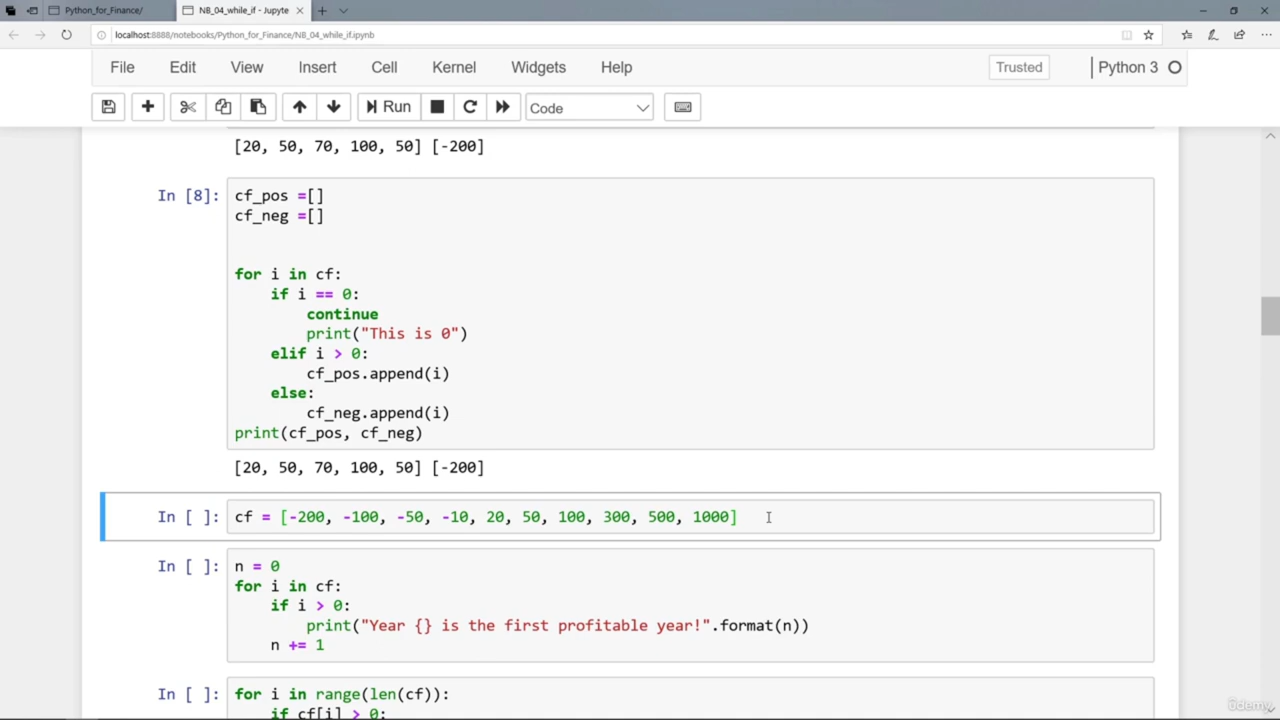 Python_for_Finance/
NB_04_while_if - Jupyte
localhost:8888/notebooks/Python_for_Finance/NB_04_while_if.ipynb
File Edit View Insert Cell Kernel Widgets Help
Trusted
Python 3
Run
Code
[20, 50, 70, 100, 50] [-200]
In [8]:
cf_pos =[]
cf_neg =[]
for i in cf:
    if i == 0:
        continue
        print("This is 0")
    elif i > 0:
        cf_pos.append(i)
    else:
        cf_neg.append(i)
print(cf_pos, cf_neg)
[20, 50, 70, 100, 50] [-200]
In [ ]: cf = [-200, -100, -50, -10, 20, 50, 100, 300, 500, 1000]
In [ ]: n = 0
for i in cf:
    if i > 0:
        print("Year {} is the first profitable year!".format(n))
    n += 1
In [ ]: for i in range(len(cf)):
    if cf[i] > 0:
Udemy